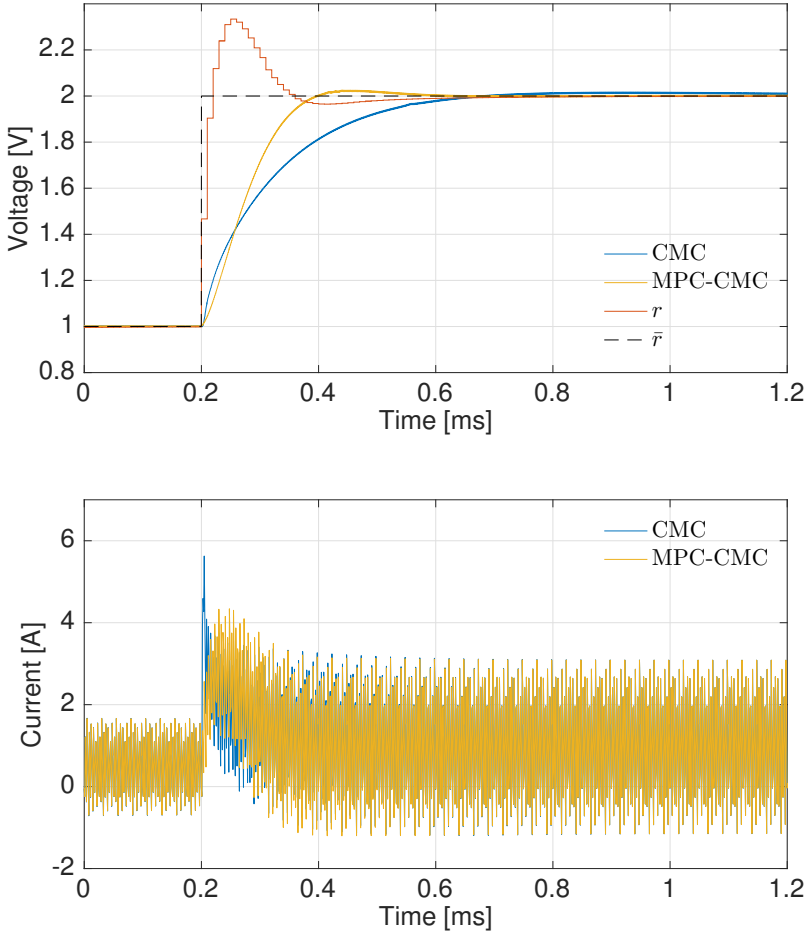 2.2
2
1.8
1.6
1.4
1.2
1
0.8
Voltage [V]
CMC
MPC-CMC
r
r̄
0 0.2 0.4 0.6 0.8 1 1.2
Time [ms]
6
4
2
0
-2
Current [A]
CMC
MPC-CMC
0 0.2 0.4 0.6 0.8 1 1.2
Time [ms]